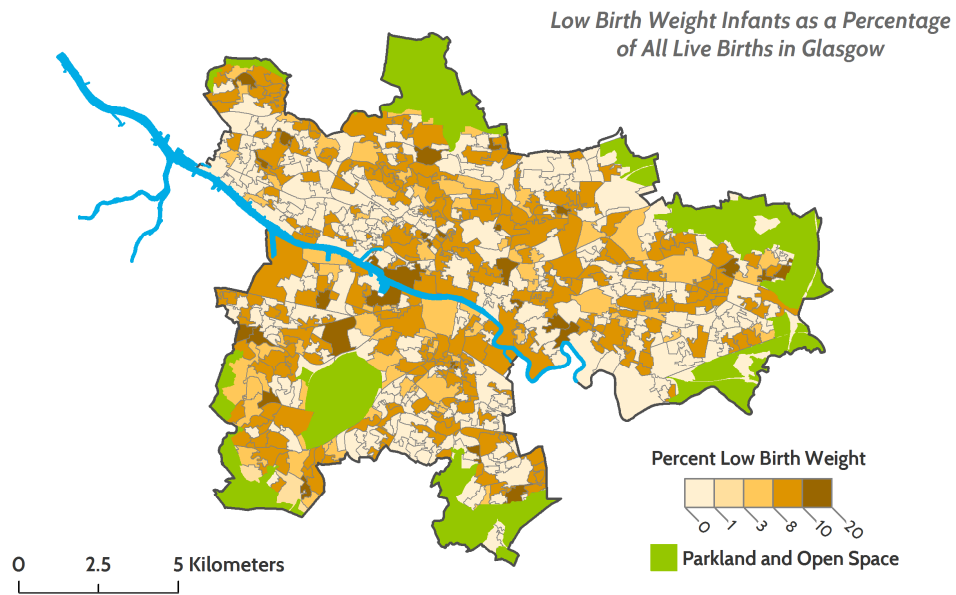 Low Birth Weight Infants as a Percentage
of All Live Births in Glasgow
Percent Low Birth Weight
0 1 3 8 10 20
Parkland and Open Space
0 2.5 5 Kilometers